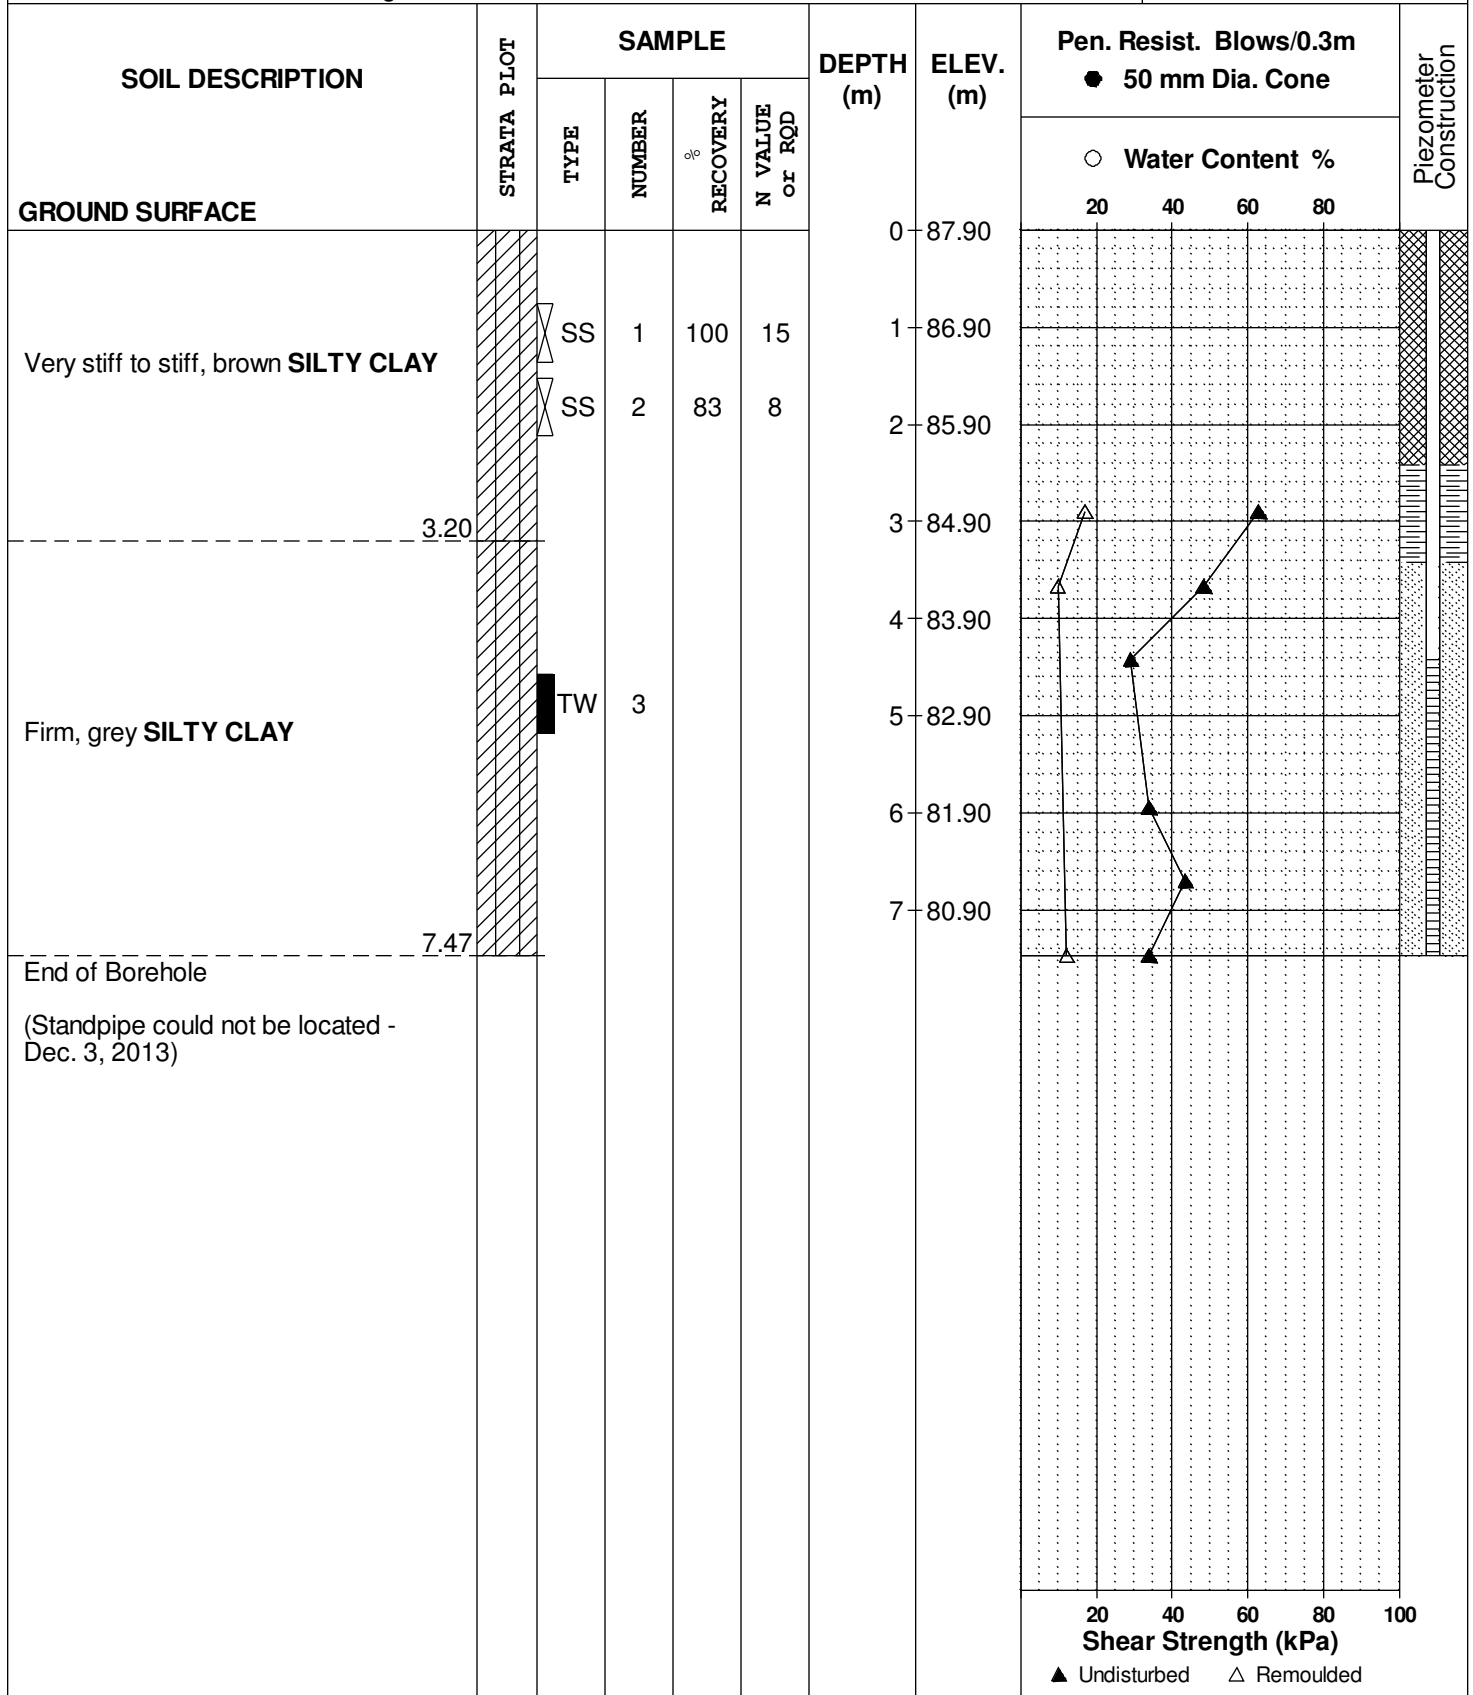 SOIL DESCRIPTION
GROUND SURFACE
STRATA PLOT
SAMPLE
TYPE
NUMBER
%
RECOVERY
N VALUE
or RQD
DEPTH
(m)
ELEV.
(m)
Pen. Resist. Blows/0.3m
● 50 mm Dia. Cone
○ Water Content %
20 40 60 80
Piezometer
Construction
0 87.90
SS 1 100 15
1 86.90
Very stiff to stiff, brown SILTY CLAY
SS 2 83 8
2 85.90
3.20
3 84.90
4 83.90
TW 3
5 82.90
Firm, grey SILTY CLAY
6 81.90
7 80.90
7.47
End of Borehole
(Standpipe could not be located -
Dec. 3, 2013)
20 40 60 80 100
Shear Strength (kPa)
▲ Undisturbed △ Remoulded